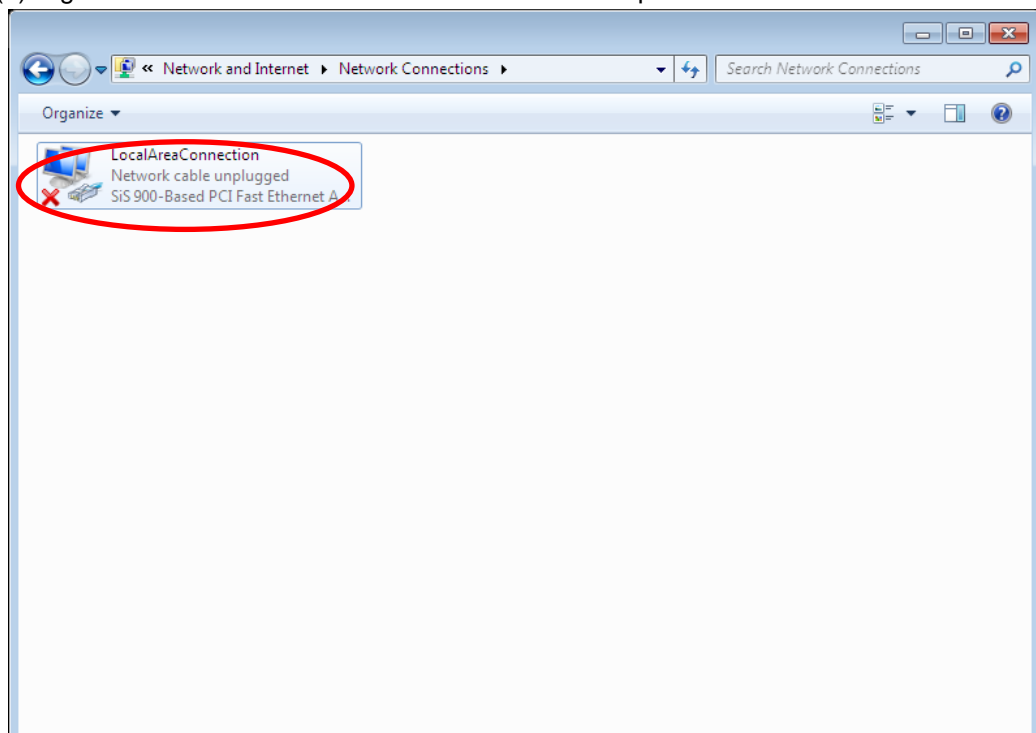 « Network and Internet ▸ Network Connections ▸
Search Network Connections
Organize ▾
LocalAreaConnection
Network cable unplugged
SiS 900-Based PCI Fast Ethernet A...